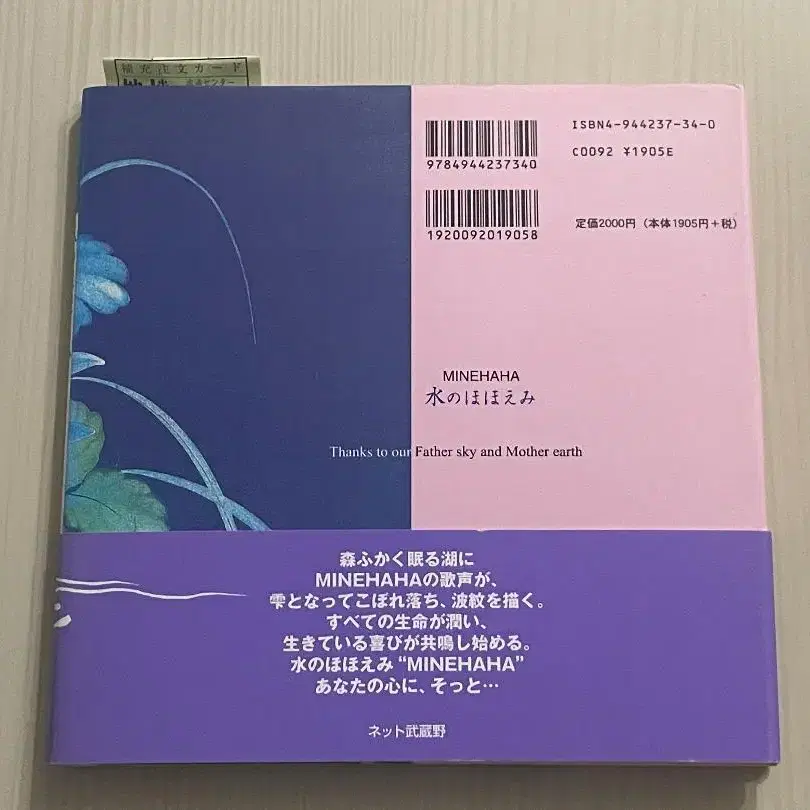 補充注文カード
流通センター
ISBN4-944237-34-0
9784944237340
C0092 ¥1905E
1920092019058
定価2000円（本体1905円＋税）
MINEHAHA
水のほほえみ
Thanks to our Father sky and Mother earth
森ふかく眠る湖に
MINEHAHAの歌声が、
雫となってこぼれ落ち、波紋を描く。
すべての生命が潤い、
生きている喜びが共鳴し始める。
水のほほえみ“MINEHAHA”
あなたの心に、そっと…
ネット武蔵野